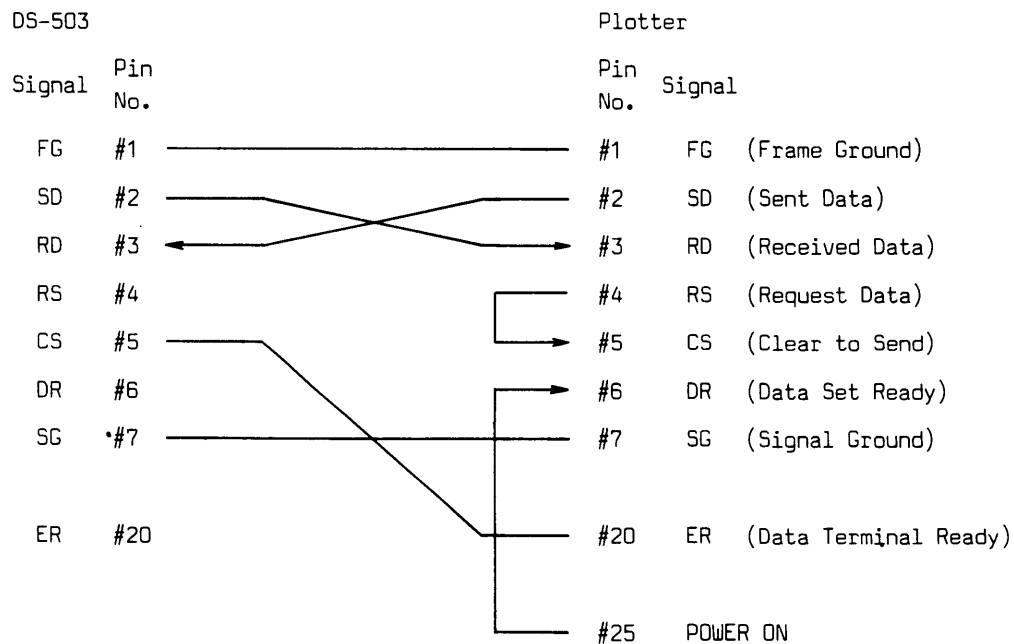 DS-503 Plotter
Signal Pin No. Pin No. Signal
FG #1 #1 FG (Frame Ground)
SD #2 #2 SD (Sent Data)
RD #3 #3 RD (Received Data)
RS #4 #4 RS (Request Data)
CS #5 #5 CS (Clear to Send)
DR #6 #6 DR (Data Set Ready)
SG #7 #7 SG (Signal Ground)
ER #20 #20 ER (Data Terminal Ready)
#25 POWER ON